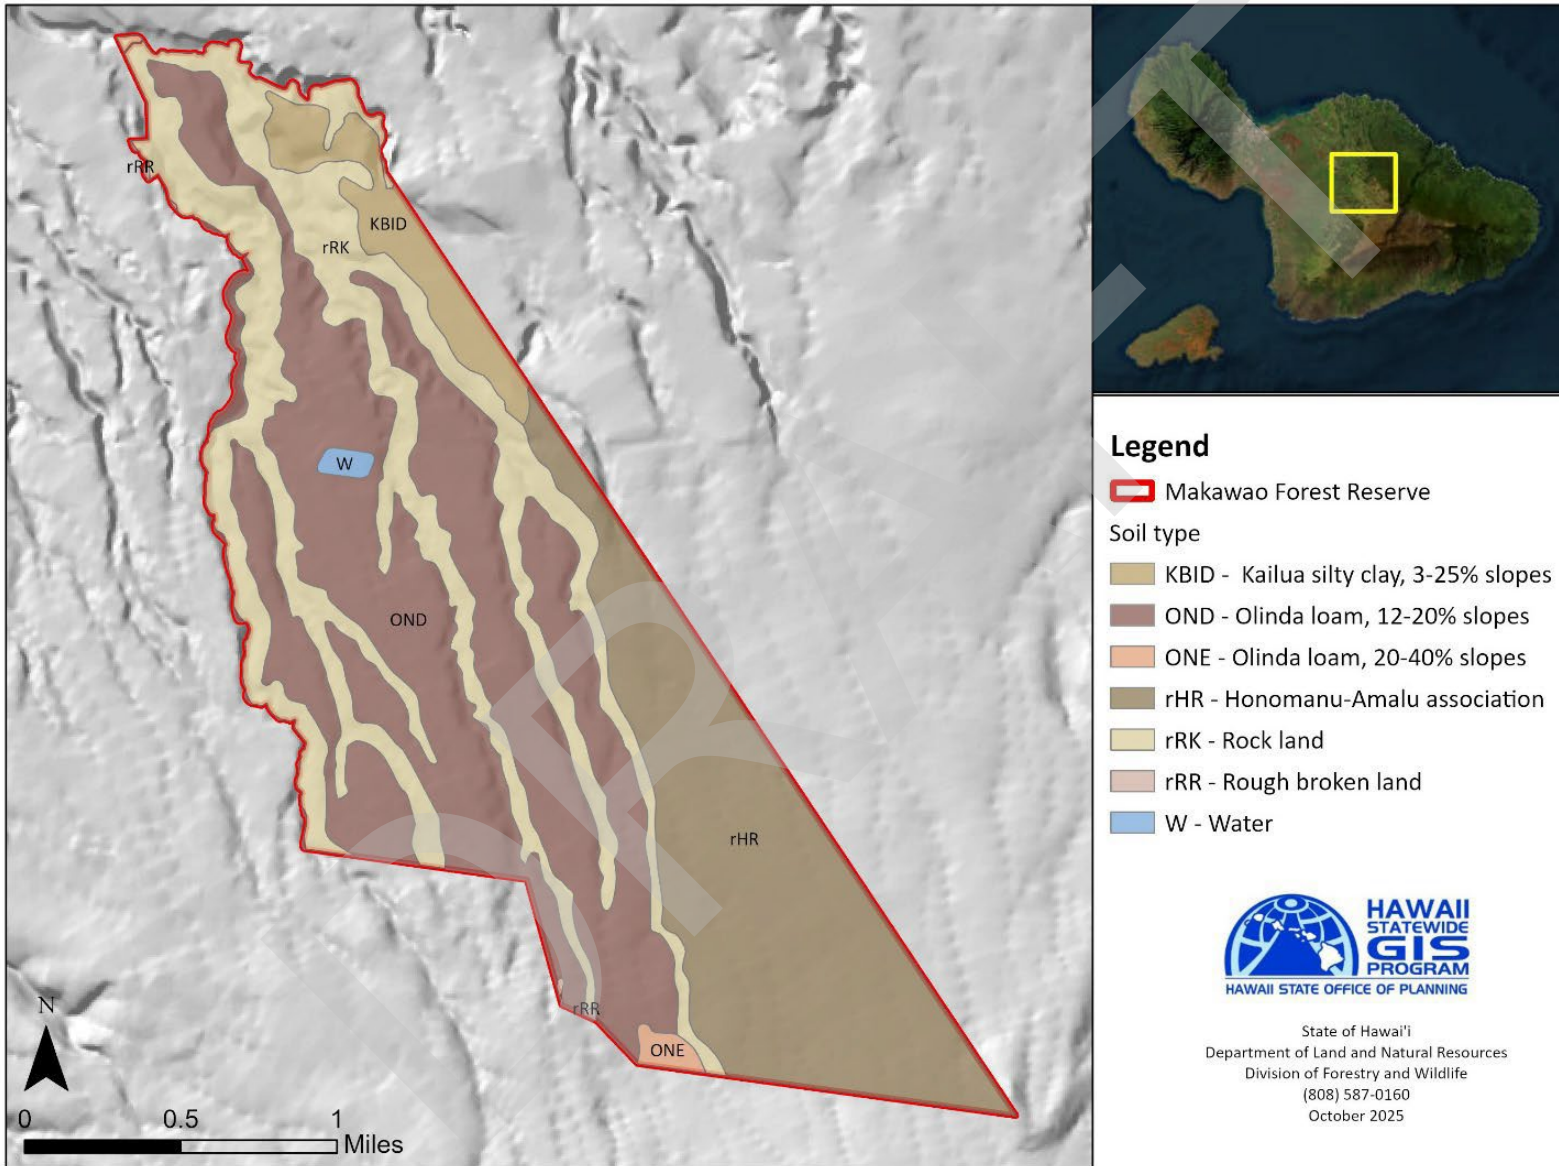 rRR
KBID
rRK
W
OND
rHR
rRR
ONE
N
0 0.5 1
Miles
Legend
Makawao Forest Reserve
Soil type
KBID - Kailua silty clay, 3-25% slopes
OND - Olinda loam, 12-20% slopes
ONE - Olinda loam, 20-40% slopes
rHR - Honomanu-Amalu association
rRK - Rock land
rRR - Rough broken land
W - Water
HAWAII
STATEWIDE
GIS
PROGRAM
HAWAII STATE OFFICE OF PLANNING
State of Hawai'i
Department of Land and Natural Resources
Division of Forestry and Wildlife
(808) 587-0160
October 2025
DRAFT